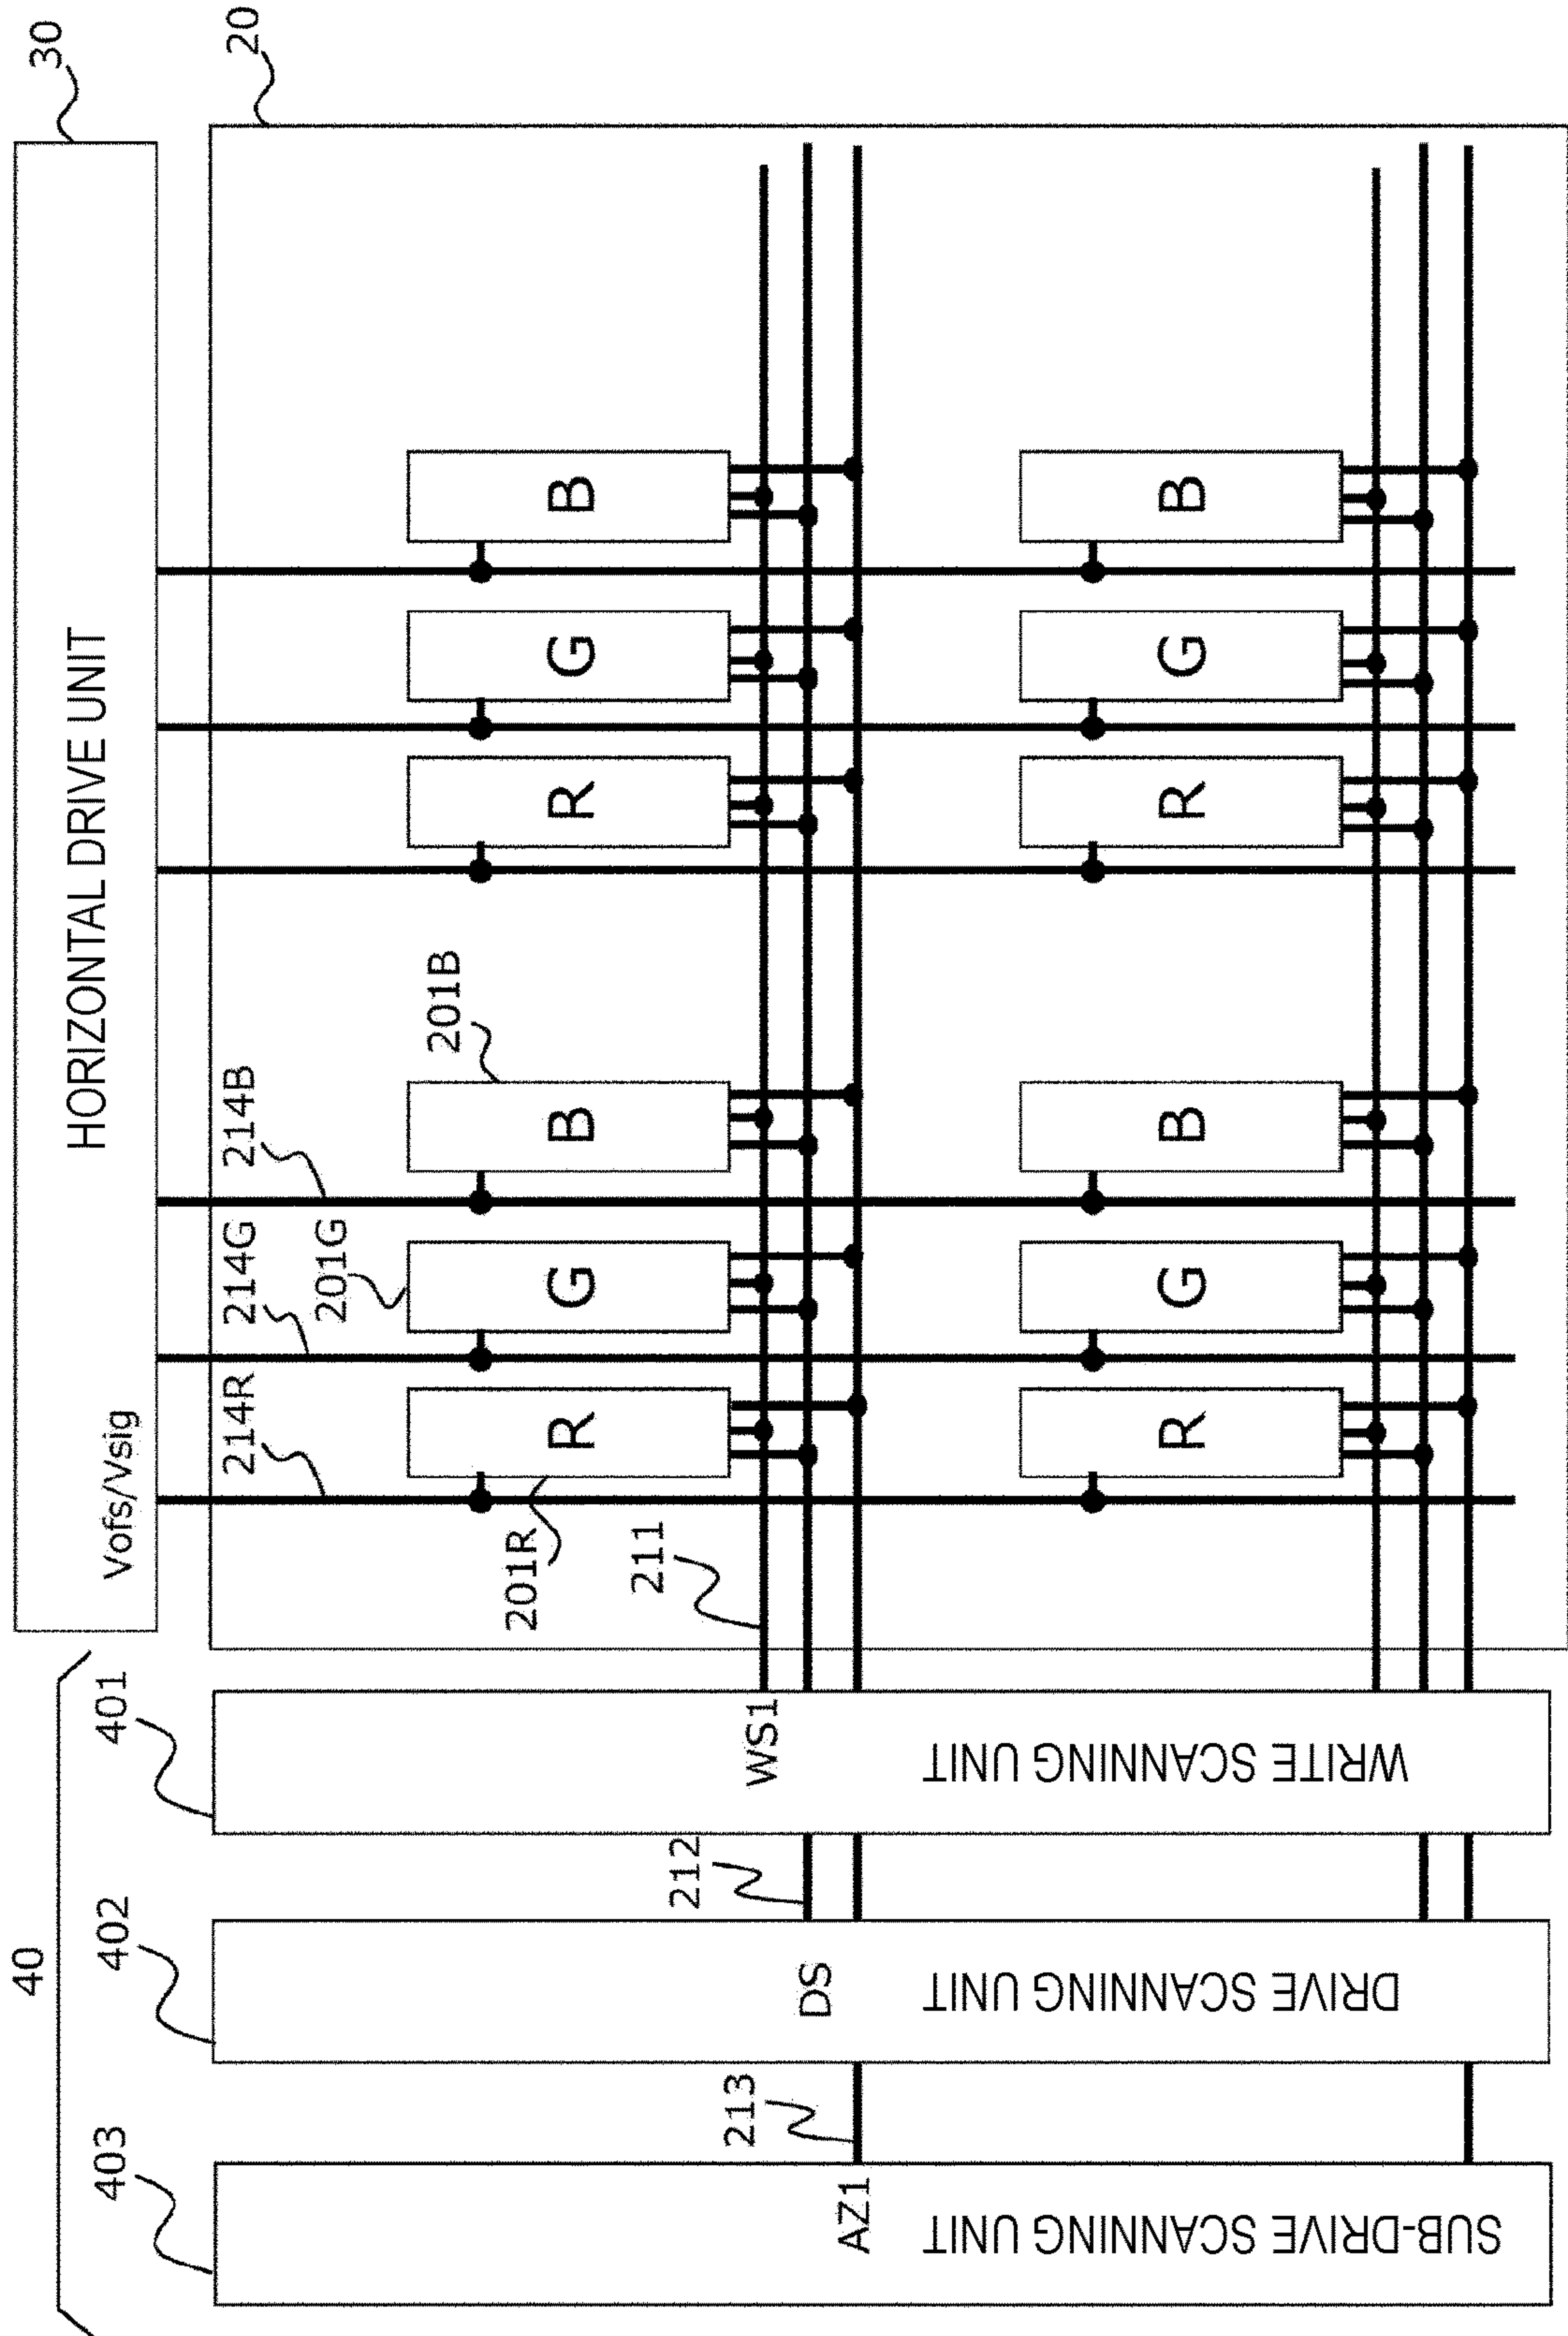 40
403
402
401
30
HORIZONTAL DRIVE UNIT
Vofs/Vsig
20
214R
214G
214B
201G
201B
201R
R
G
B
R
G
B
211
212
213
WS1
DS
AZ1
R
G
B
R
G
B
SUB-DRIVE SCANNING UNIT
DRIVE SCANNING UNIT
WRITE SCANNING UNIT